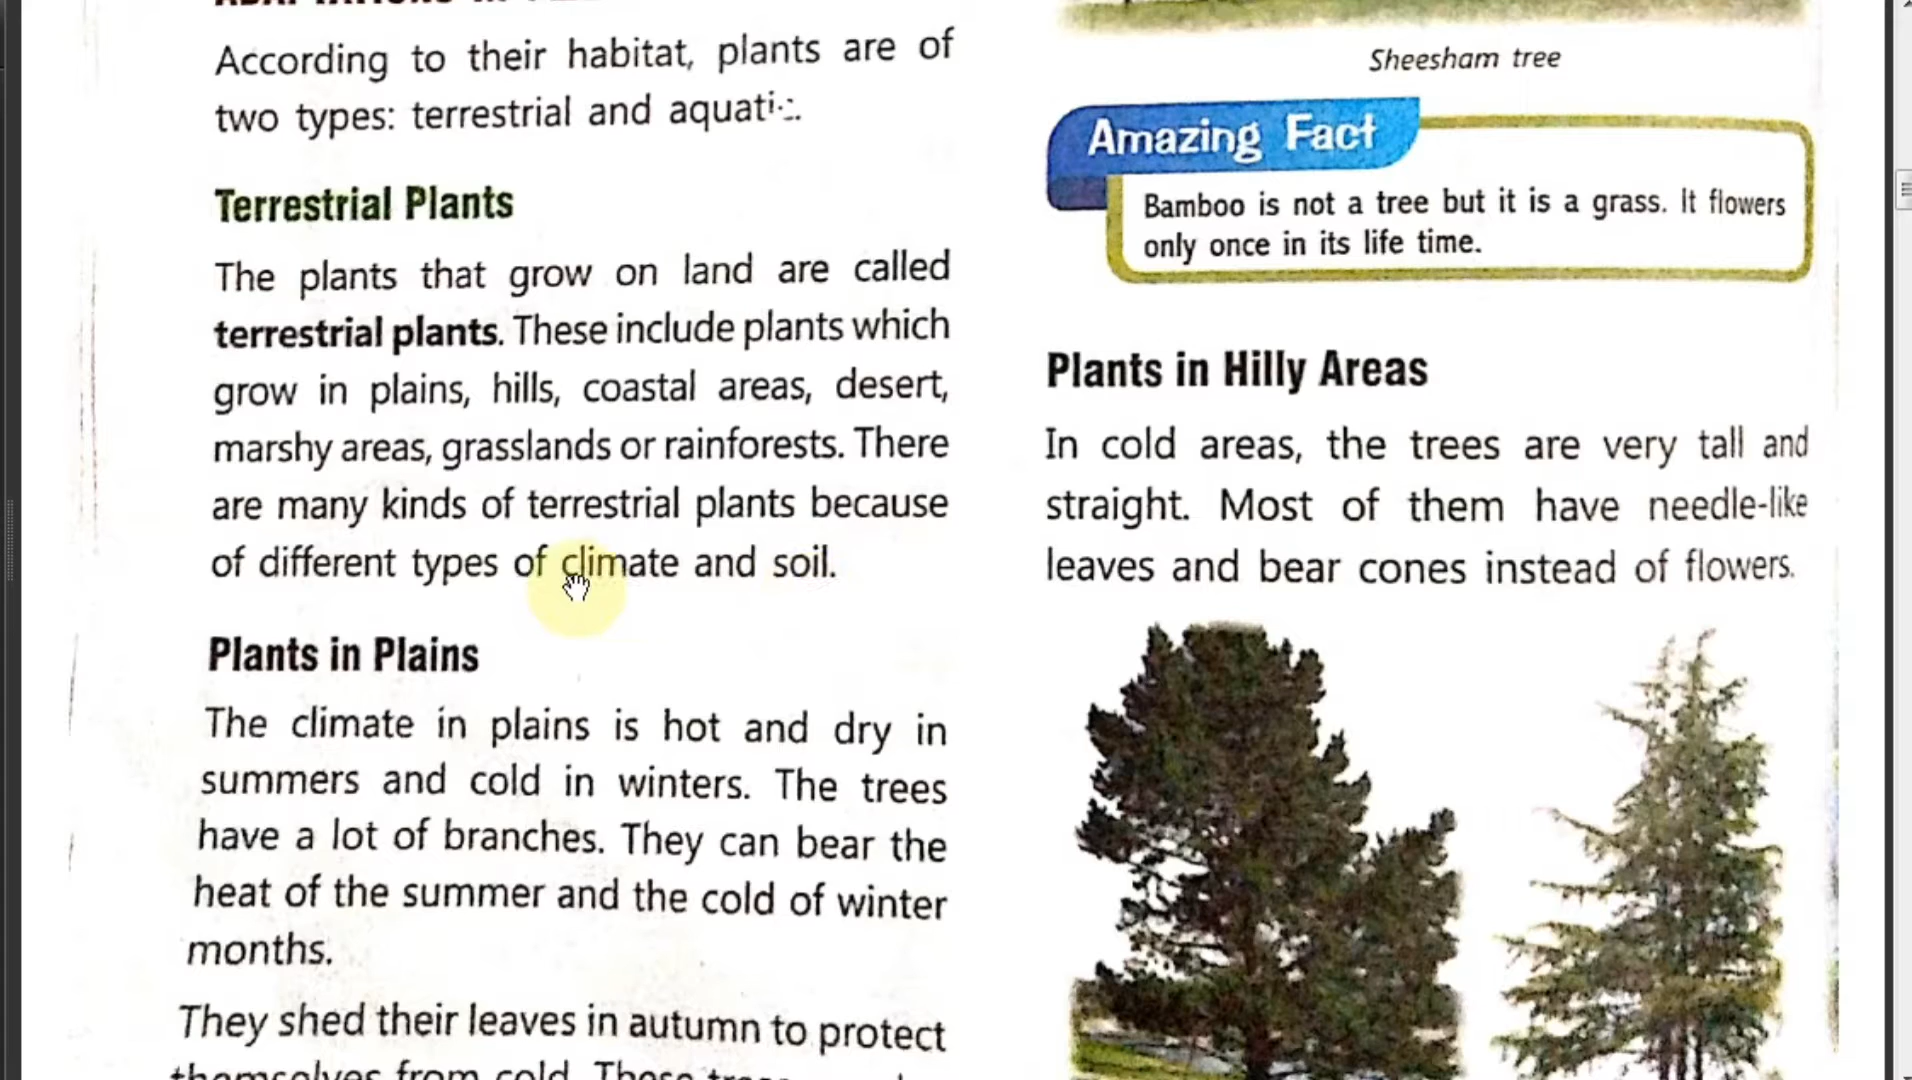 According to their habitat, plants are of
two types: terrestrial and aquatic.
Terrestrial Plants
The plants that grow on land are called
terrestrial plants. These include plants which
grow in plains, hills, coastal areas, desert,
marshy areas, grasslands or rainforests. There
are many kinds of terrestrial plants because
of different types of climate and soil.
Plants in Plains
The climate in plains is hot and dry in
summers and cold in winters. The trees
have a lot of branches. They can bear the
heat of the summer and the cold of winter
months.
They shed their leaves in autumn to protect
themselves from cold. These
Sheesham tree
Amazing Fact
Bamboo is not a tree but it is a grass. It flowers
only once in its life time.
Plants in Hilly Areas
In cold areas, the trees are very tall and
straight. Most of them have needle-like
leaves and bear cones instead of flowers.